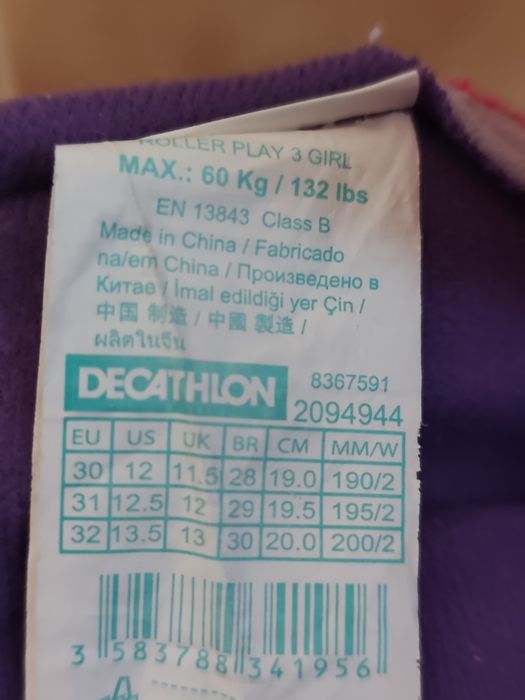 ROLLER PLAY 3 GIRL
MAX.: 60 Kg / 132 lbs
EN 13843 Class B
Made in China / Fabricado
na/em China / Произведено в
Китае / İmal edildiği yer Çin /
中国 制造 / 中國 製造 /
ผลิตในจีน
DECATHLON 8367591
2094944
EU US UK BR CM MM/W
30 12 11.5 28 19.0 190/2
31 12.5 12 29 19.5 195/2
32 13.5 13 30 20.0 200/2
3 583788 341956